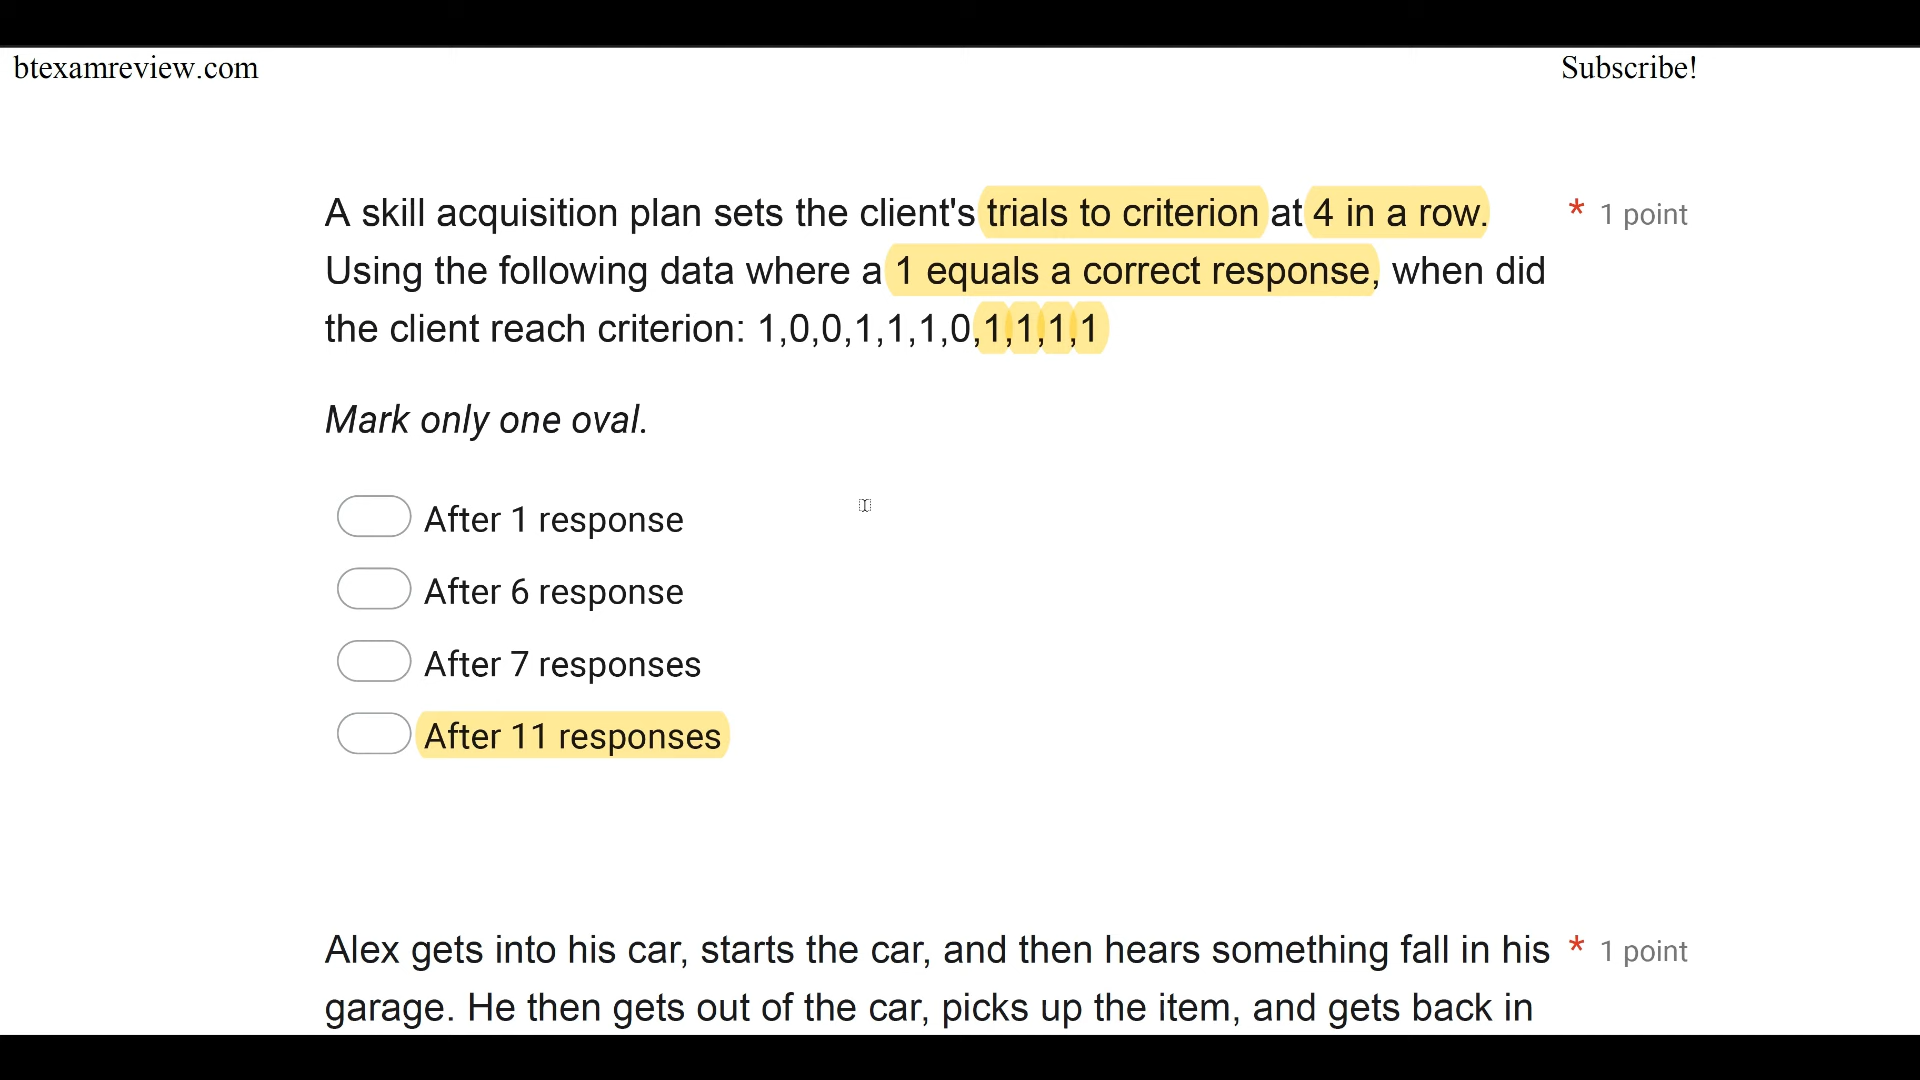 btexamreview.com
Subscribe!
A skill acquisition plan sets the client's trials to criterion at 4 in a row. * 1 point
Using the following data where a 1 equals a correct response, when did
the client reach criterion: 1,0,0,1,1,1,0,1,1,1,1
Mark only one oval.
After 1 response
After 6 response
After 7 responses
After 11 responses
Alex gets into his car, starts the car, and then hears something fall in his * 1 point
garage. He then gets out of the car, picks up the item, and gets back in